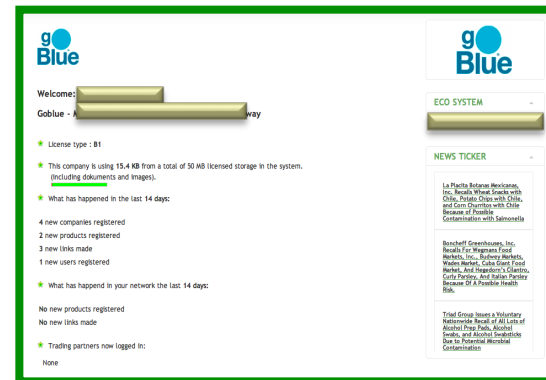 go
Blue
Welcome:
Goblue -
way
License type : B1
This company is using 15.4 KB from a total of 50 MB licensed storage in the system.
(including dokuments and images).
What has happened in the last 14 days:
4 new companies registered
2 new products registered
3 new links made
1 new users registered
What has happend in your network the last 14 days:
No new products registered
No new links made
Trading partners now logged in:
None
go
Blue
ECO SYSTEM
NEWS TICKER
La Placita Botanas Mexicanas,
Inc. Recalls Wheat Snacks with
Chile, Potato Chips with Chile,
and Corn Churritos with Chile
Because of Possible
Contamination with Salmonella
Boncheff Greenhouses, Inc.
Recalls For Wegmans Food
Markets, Inc., Budwey Markets,
Wades Market, Cuba Giant Food
Market, And Hegedorn's Cilantro,
Curly Parsley, And Italian Parsley
Because Of A Possible Health
Risk.
Triad Group Issues a Voluntary
Nationwide Recall of All Lots of
Alcohol Prep Pads, Alcohol
Swabs, and Alcohol Swabsticks
Due to Potential Microbial
Contamination